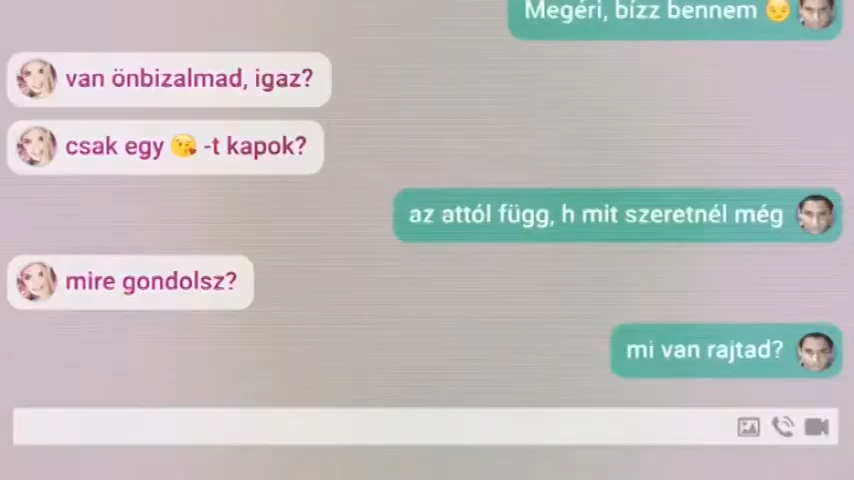 Megéri, bízz bennem 😏
van önbizalmad, igaz?
csak egy 😘 -t kapok?
az attól függ, h mit szeretnél még
mire gondolsz?
mi van rajtad?